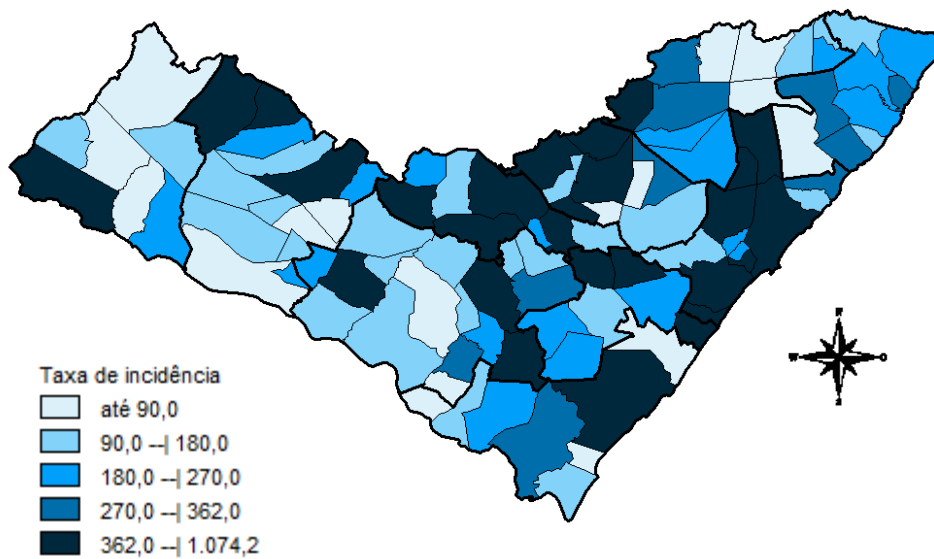 N
W
O
S
Taxa de incidência
até 90,0
90,0 --| 180,0
180,0 --| 270,0
270,0 --| 362,0
362,0 --| 1.074,2